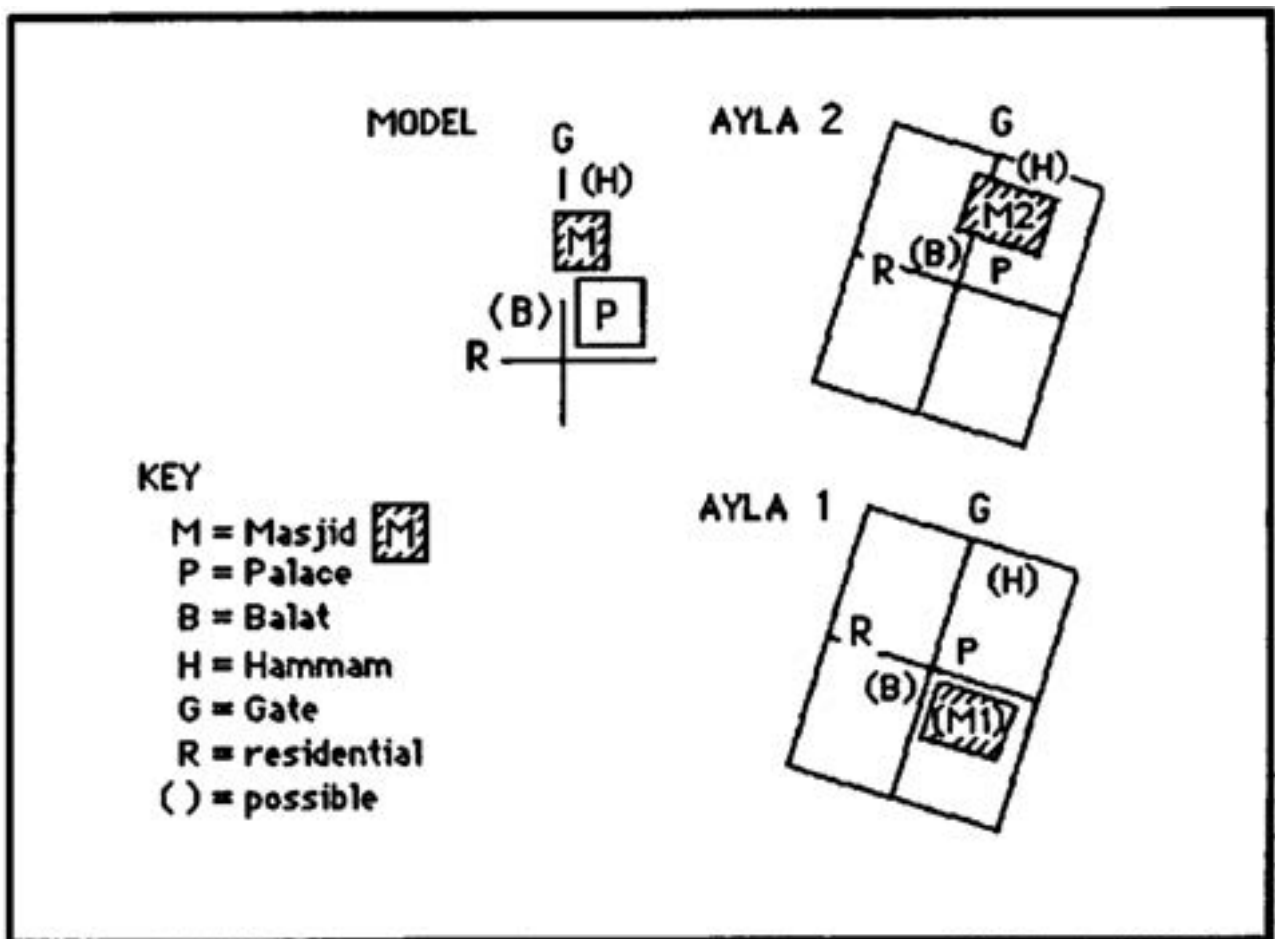 MODEL
G
(H)
M
(B)
P
R
AYLA 2
G
(H)
M2
(B)
R
P
KEY
M = Masjid M
P = Palace
B = Balat
H = Hammam
G = Gate
R = residential
( ) = possible
AYLA 1
G
(H)
R
P
(B)
(M1)